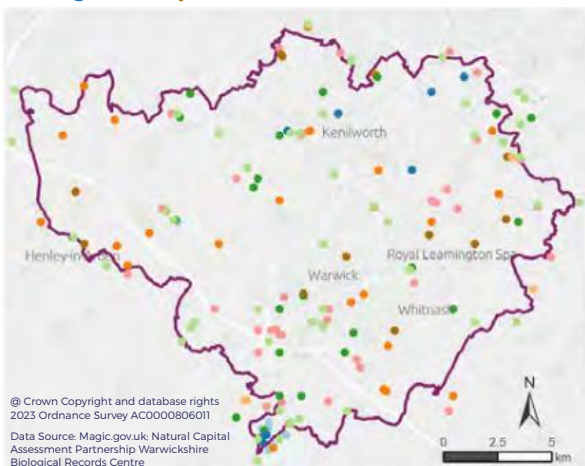 Kenilworth
Henley-in-Arden
Royal Leamington Spa
Warwick
Whitnash
@ Crown Copyright and database rights
2023 Ordnance Survey AC0000806011
Data Source: Magic.gov.uk; Natural Capital
Assessment Partnership Warwickshire
Biological Records Centre
N
0 2.5 5
km